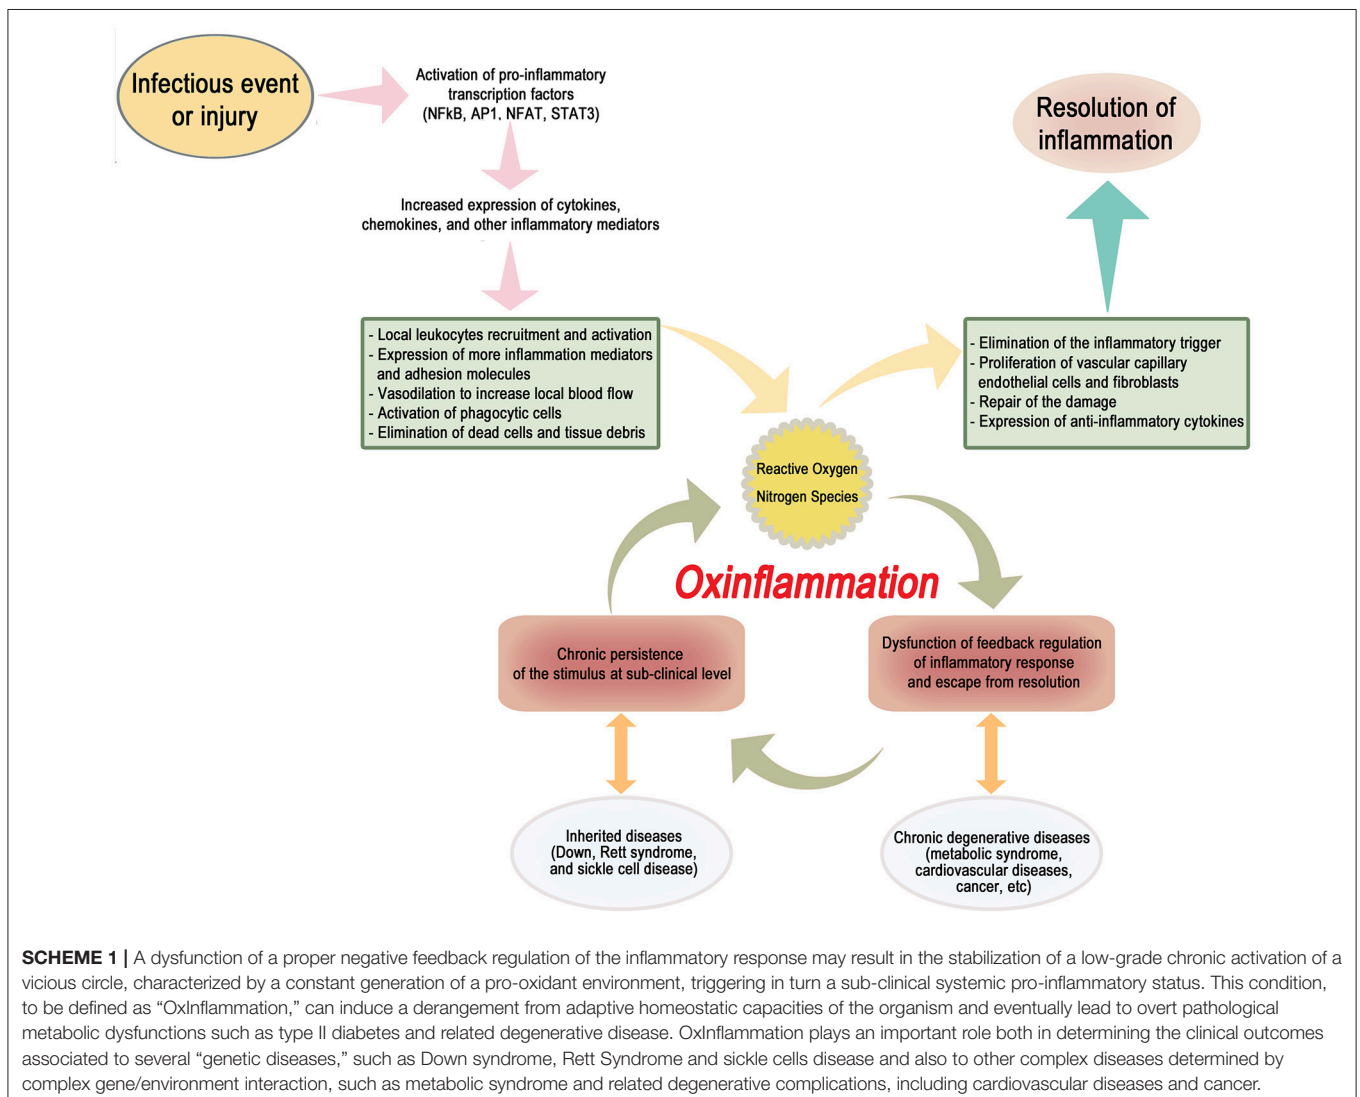 Infectious event
or injury
Activation of pro-inflammatory
transcription factors
(NFkB, AP1, NFAT, STAT3)
Increased expression of cytokines,
chemokines, and other inflammatory mediators
- Local leukocytes recruitment and activation
- Expression of more inflammation mediators
and adhesion molecules
- Vasodilation to increase local blood flow
- Activation of phagocytic cells
- Elimination of dead cells and tissue debris
Resolution of
inflammation
- Elimination of the inflammatory trigger
- Proliferation of vascular capillary
endothelial cells and fibroblasts
- Repair of the damage
- Expression of anti-inflammatory cytokines
Reactive Oxygen
Nitrogen Species
Oxinflammation
Chronic persistence
of the stimulus at sub-clinical level
Dysfunction of feedback regulation
of inflammatory response
and escape from resolution
Inherited diseases
(Down, Rett syndrome,
and sickle cell disease)
Chronic degenerative diseases
(metabolic syndrome,
cardiovascular diseases,
cancer, etc)
SCHEME 1 | A dysfunction of a proper negative feedback regulation of the inflammatory response may result in the stabilization of a low-grade chronic activation of a
vicious circle, characterized by a constant generation of a pro-oxidant environment, triggering in turn a sub-clinical systemic pro-inflammatory status. This condition,
to be defined as “OxInflammation,” can induce a derangement from adaptive homeostatic capacities of the organism and eventually lead to overt pathological
metabolic dysfunctions such as type II diabetes and related degenerative disease. OxInflammation plays an important role both in determining the clinical outcomes
associated to several “genetic diseases,” such as Down syndrome, Rett Syndrome and sickle cells disease and also to other complex diseases determined by
complex gene/environment interaction, such as metabolic syndrome and related degenerative complications, including cardiovascular diseases and cancer.